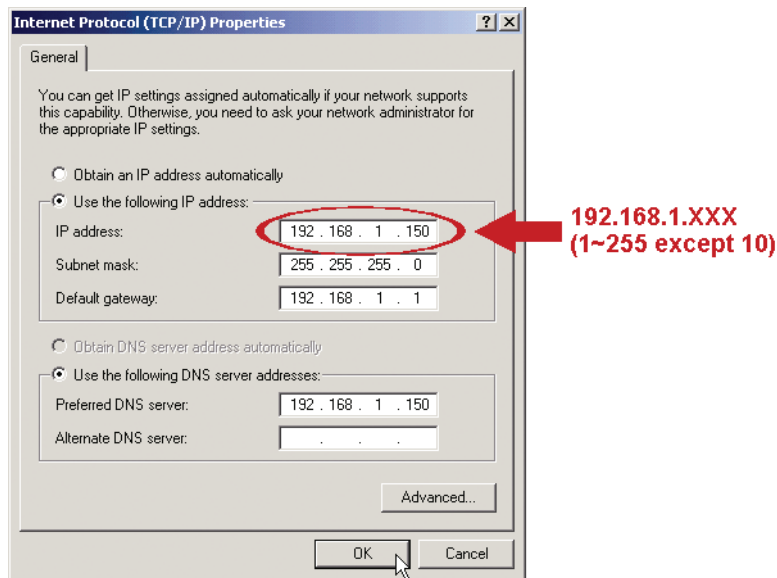 Internet Protocol (TCP/IP) Properties
General
You can get IP settings assigned automatically if your network supports
this capability. Otherwise, you need to ask your network administrator for
the appropriate IP settings.
Obtain an IP address automatically
Use the following IP address:
IP address: 192 . 168 . 1 . 150
192.168.1.XXX
(1~255 except 10)
Subnet mask: 255 . 255 . 255 . 0
Default gateway: 192 . 168 . 1 . 1
Obtain DNS server address automatically
Use the following DNS server addresses:
Preferred DNS server: 192 . 168 . 1 . 150
Alternate DNS server: . . .
Advanced...
OK Cancel